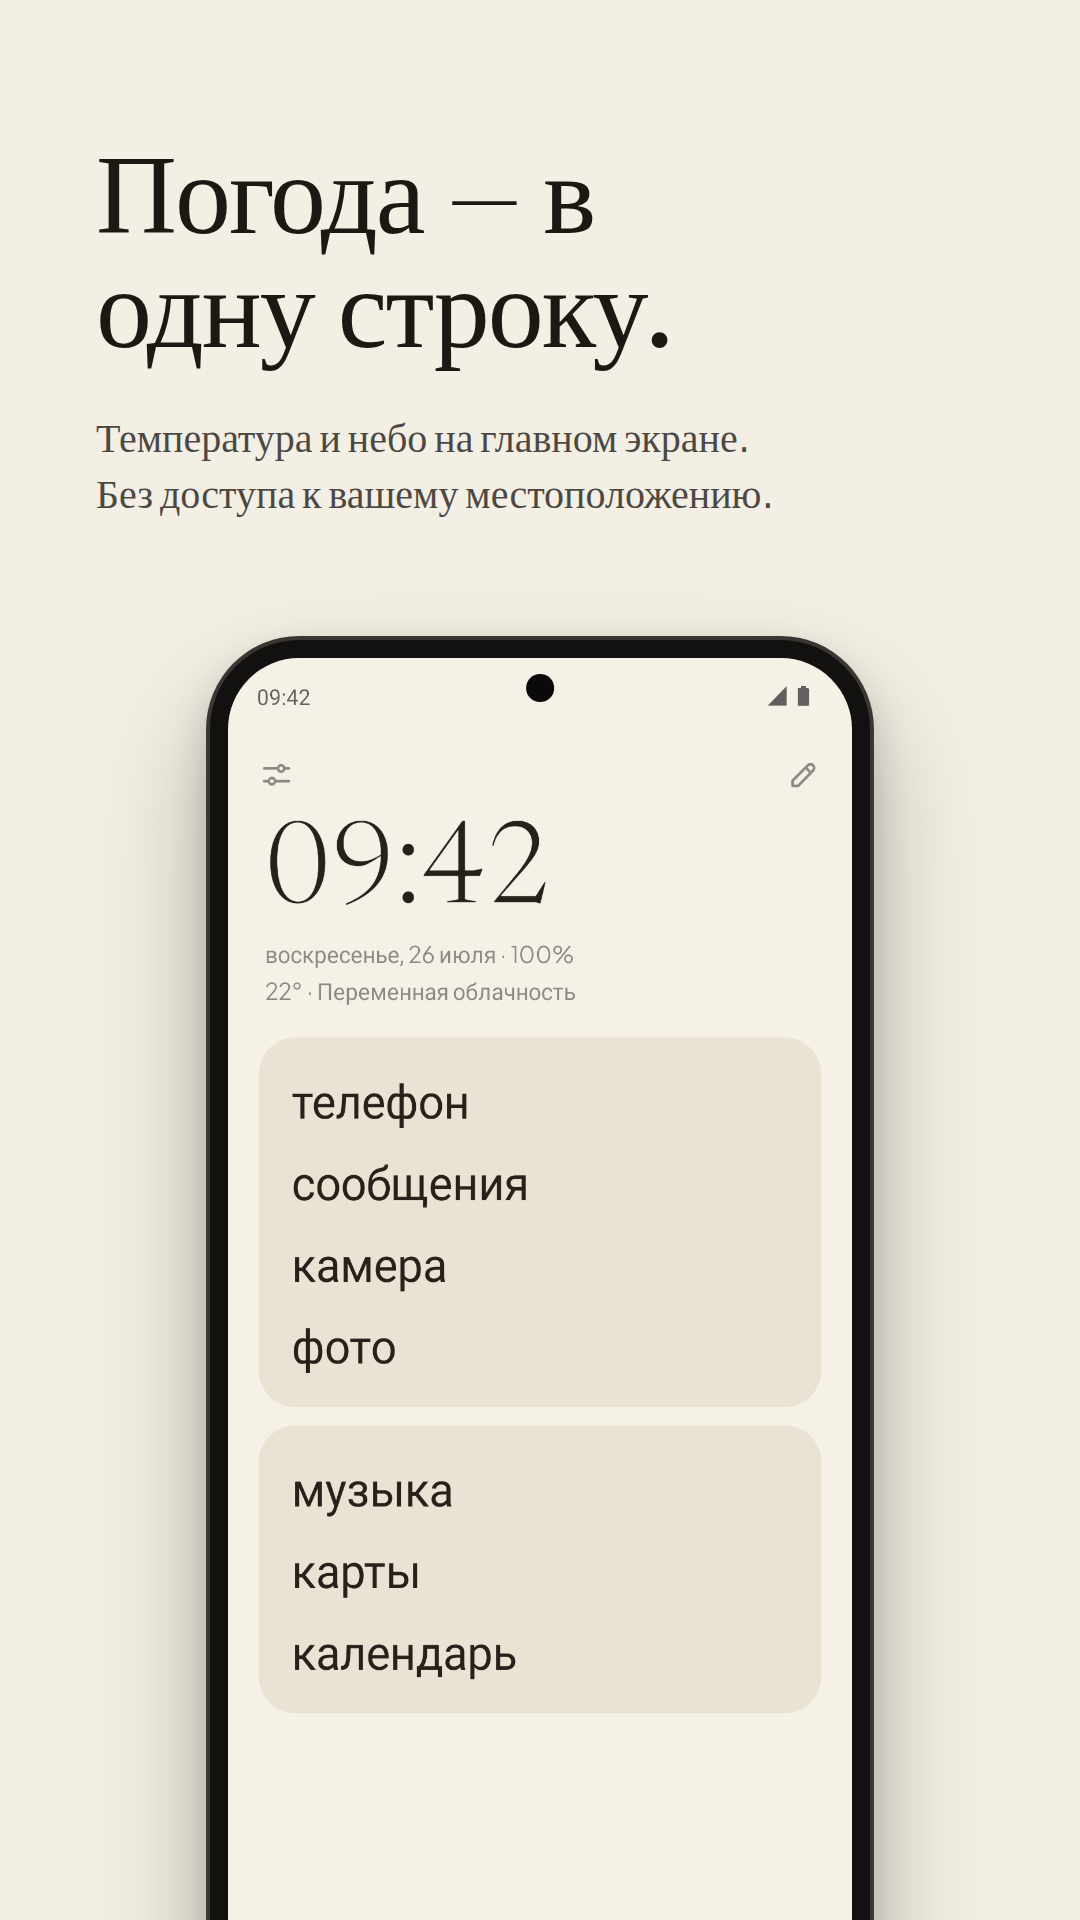 Погода — в
одну строку.
Температура и небо на главном экране.
Без доступа к вашему местоположению.
09:42
09:42
воскресенье, 26 июля · 100%
22° · Переменная облачность
телефон
сообщения
камера
фото
музыка
карты
календарь